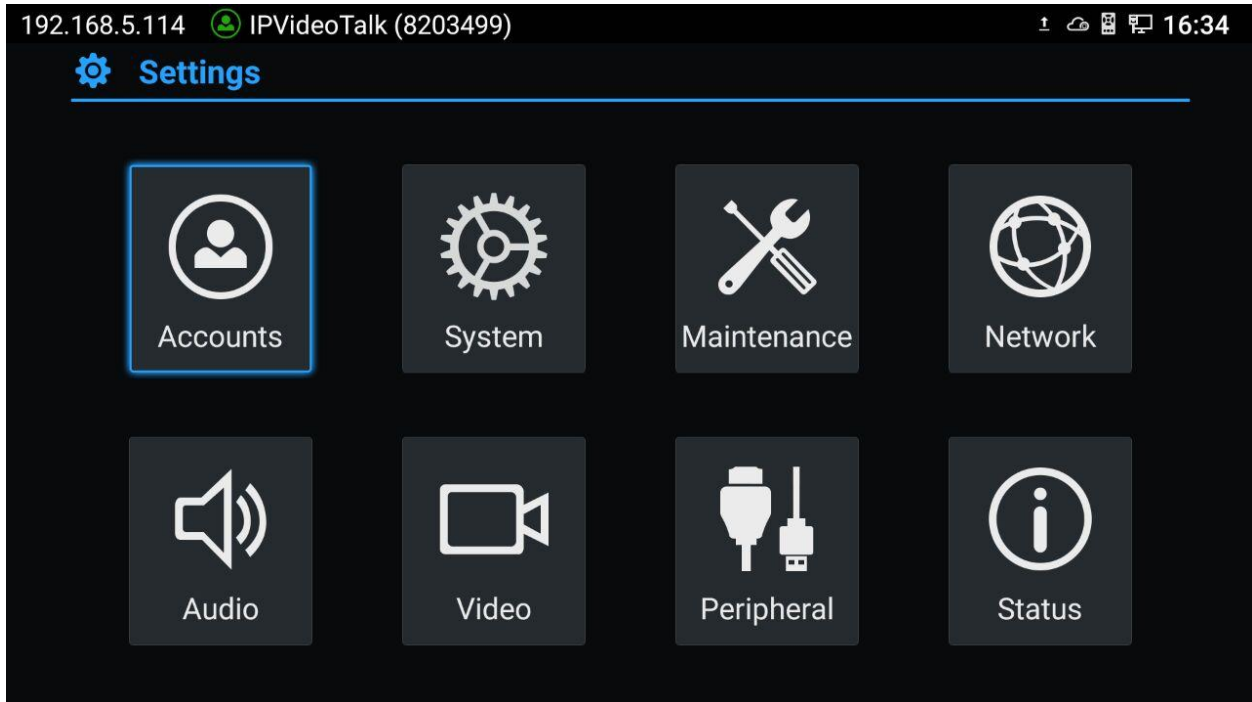 192.168.5.114 IPVideoTalk (8203499) 16:34
Settings
Accounts System Maintenance Network
Audio Video Peripheral Status